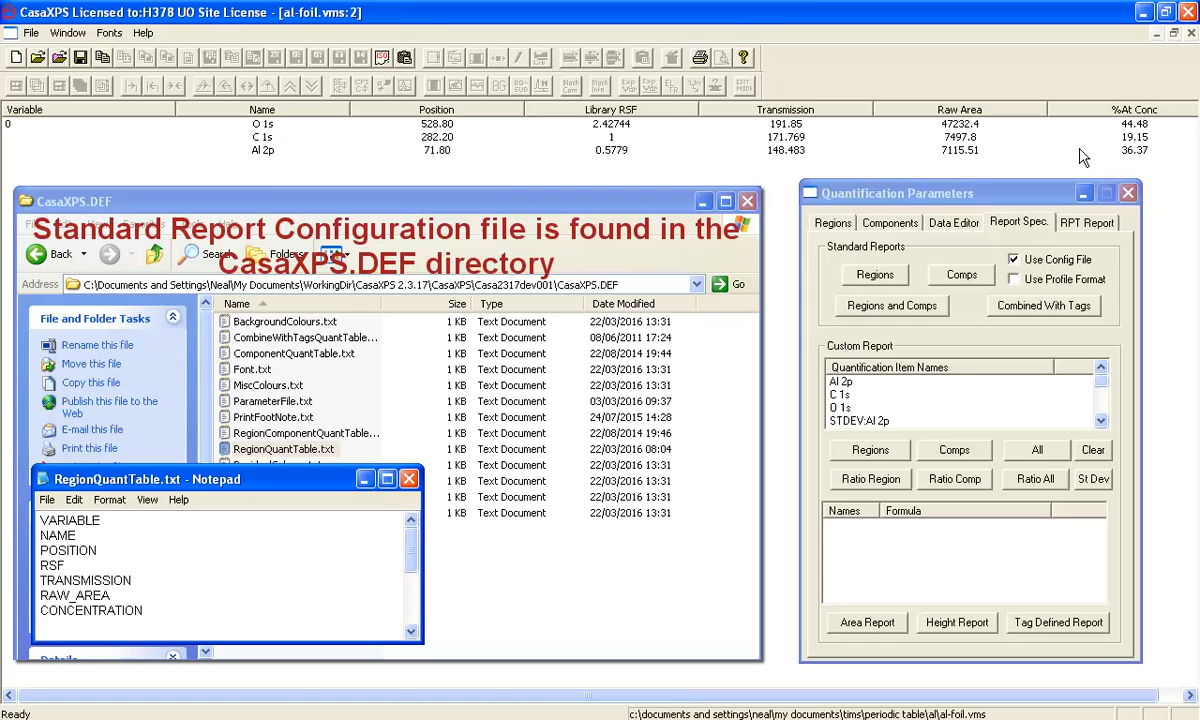 CasaXPS Licensed to:H378 UO Site License - [al-foil.vms:2]
File Window Fonts Help
Variable Name Position Library RSF Transmission Raw Area %At Conc
0 O 1s 528.80 2.42744 191.85 47232.4 44.48
C 1s 282.20 1 171.769 7497.8 19.15
Al 2p 71.80 0.5779 148.483 7115.51 36.37
CasaXPS.DEF
Standard Report Configuration file is found in the
CasaXPS.DEF directory
Back Search Folders
Address C:\Documents and Settings\Neal\My Documents\WorkingDir\CasaXPS 2.3.17\CasaXPS\Casa2317dev001\CasaXPS.DEF Go
File and Folder Tasks
Rename this file
Move this file
Copy this file
Publish this file to the
Web
E-mail this file
Print this file
Details
Name Size Type Date Modified
BackgroundColours.txt 1 KB Text Document 22/03/2016 13:31
CombineWithTagsQuantTable... 1 KB Text Document 08/06/2011 17:24
ComponentQuantTable.txt 1 KB Text Document 22/08/2014 19:44
Font.txt 1 KB Text Document 22/03/2016 13:31
MiscColours.txt 1 KB Text Document 22/03/2016 13:31
ParameterFile.txt 1 KB Text Document 03/03/2016 09:37
PrintFootNote.txt 1 KB Text Document 24/07/2015 14:28
RegionComponentQuantTable... 1 KB Text Document 22/08/2014 19:46
RegionQuantTable.txt 1 KB Text Document 22/03/2016 08:04
1 KB Text Document 22/03/2016 13:31
1 KB Text Document 22/03/2016 13:31
1 KB Text Document 22/03/2016 13:31
1 KB Text Document 22/03/2016 13:31
RegionQuantTable.txt - Notepad
File Edit Format View Help
VARIABLE
NAME
POSITION
RSF
TRANSMISSION
RAW_AREA
CONCENTRATION
Quantification Parameters
Regions Components Data Editor Report Spec. RPT Report
Standard Reports
Regions Comps Use Config File
Use Profile Format
Regions and Comps Combined With Tags
Custom Report
Quantification Item Names
Al 2p
C 1s
O 1s
STDEV:Al 2p
Regions Comps All Clear
Ratio Region Ratio Comp Ratio All St Dev
Names Formula
Area Report Height Report Tag Defined Report
Ready c:\documents and settings\neal\my documents\tims\periodic table\al\al-foil.vms